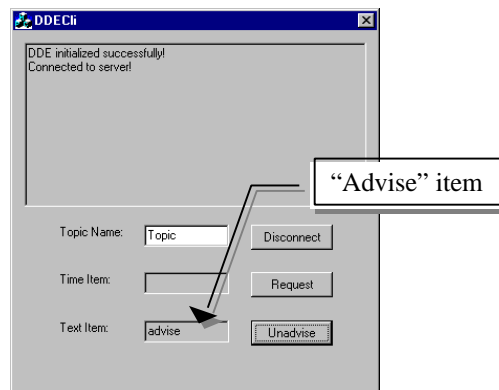 DDECli
DDE initialized successfully!
Connected to server!
“Advise” item
Topic Name: Topic Disconnect
Time Item: Request
Text Item: advise Unadvise